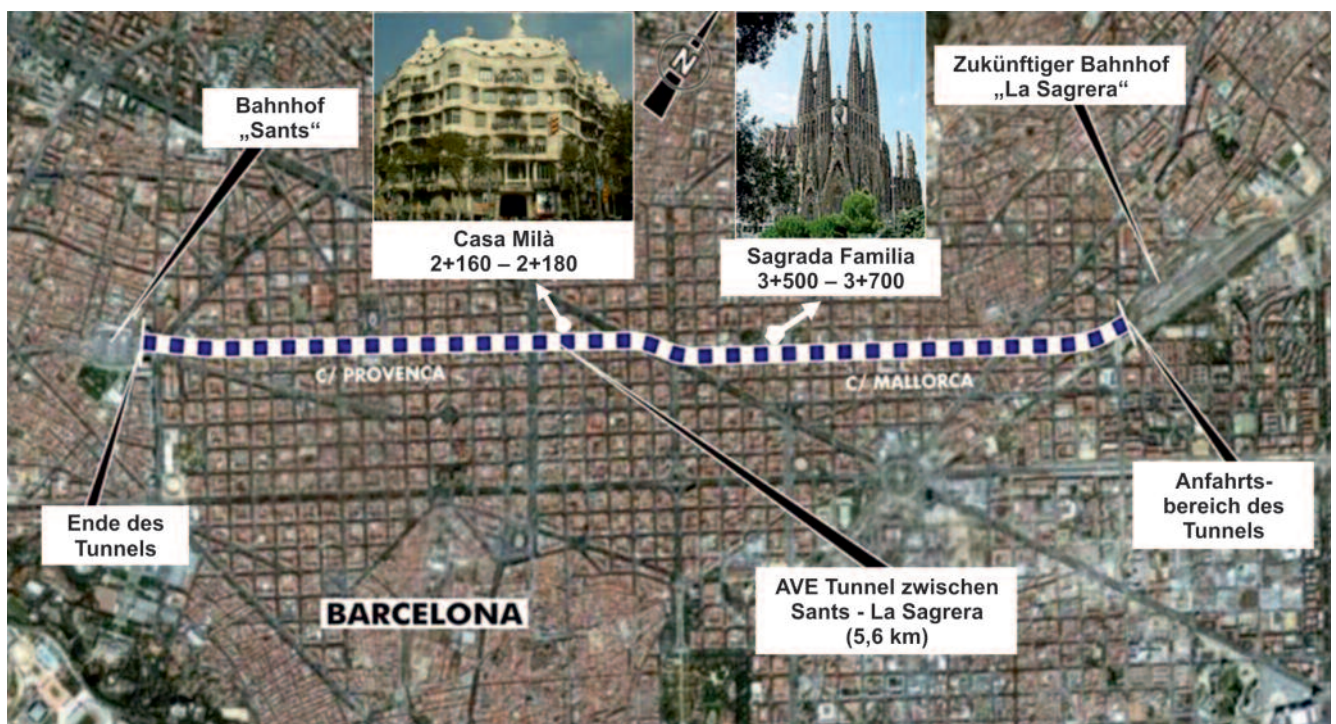 Bahnhof
„Sants“
Casa Milà
2+160 – 2+180
N
Sagrada Familia
3+500 – 3+700
Zukünftiger Bahnhof
„La Sagrera“
C/ PROVENCA
C/ MALLORCA
Ende des
Tunnels
Anfahrts-
bereich des
Tunnels
AVE Tunnel zwischen
Sants - La Sagrera
(5,6 km)
BARCELONA